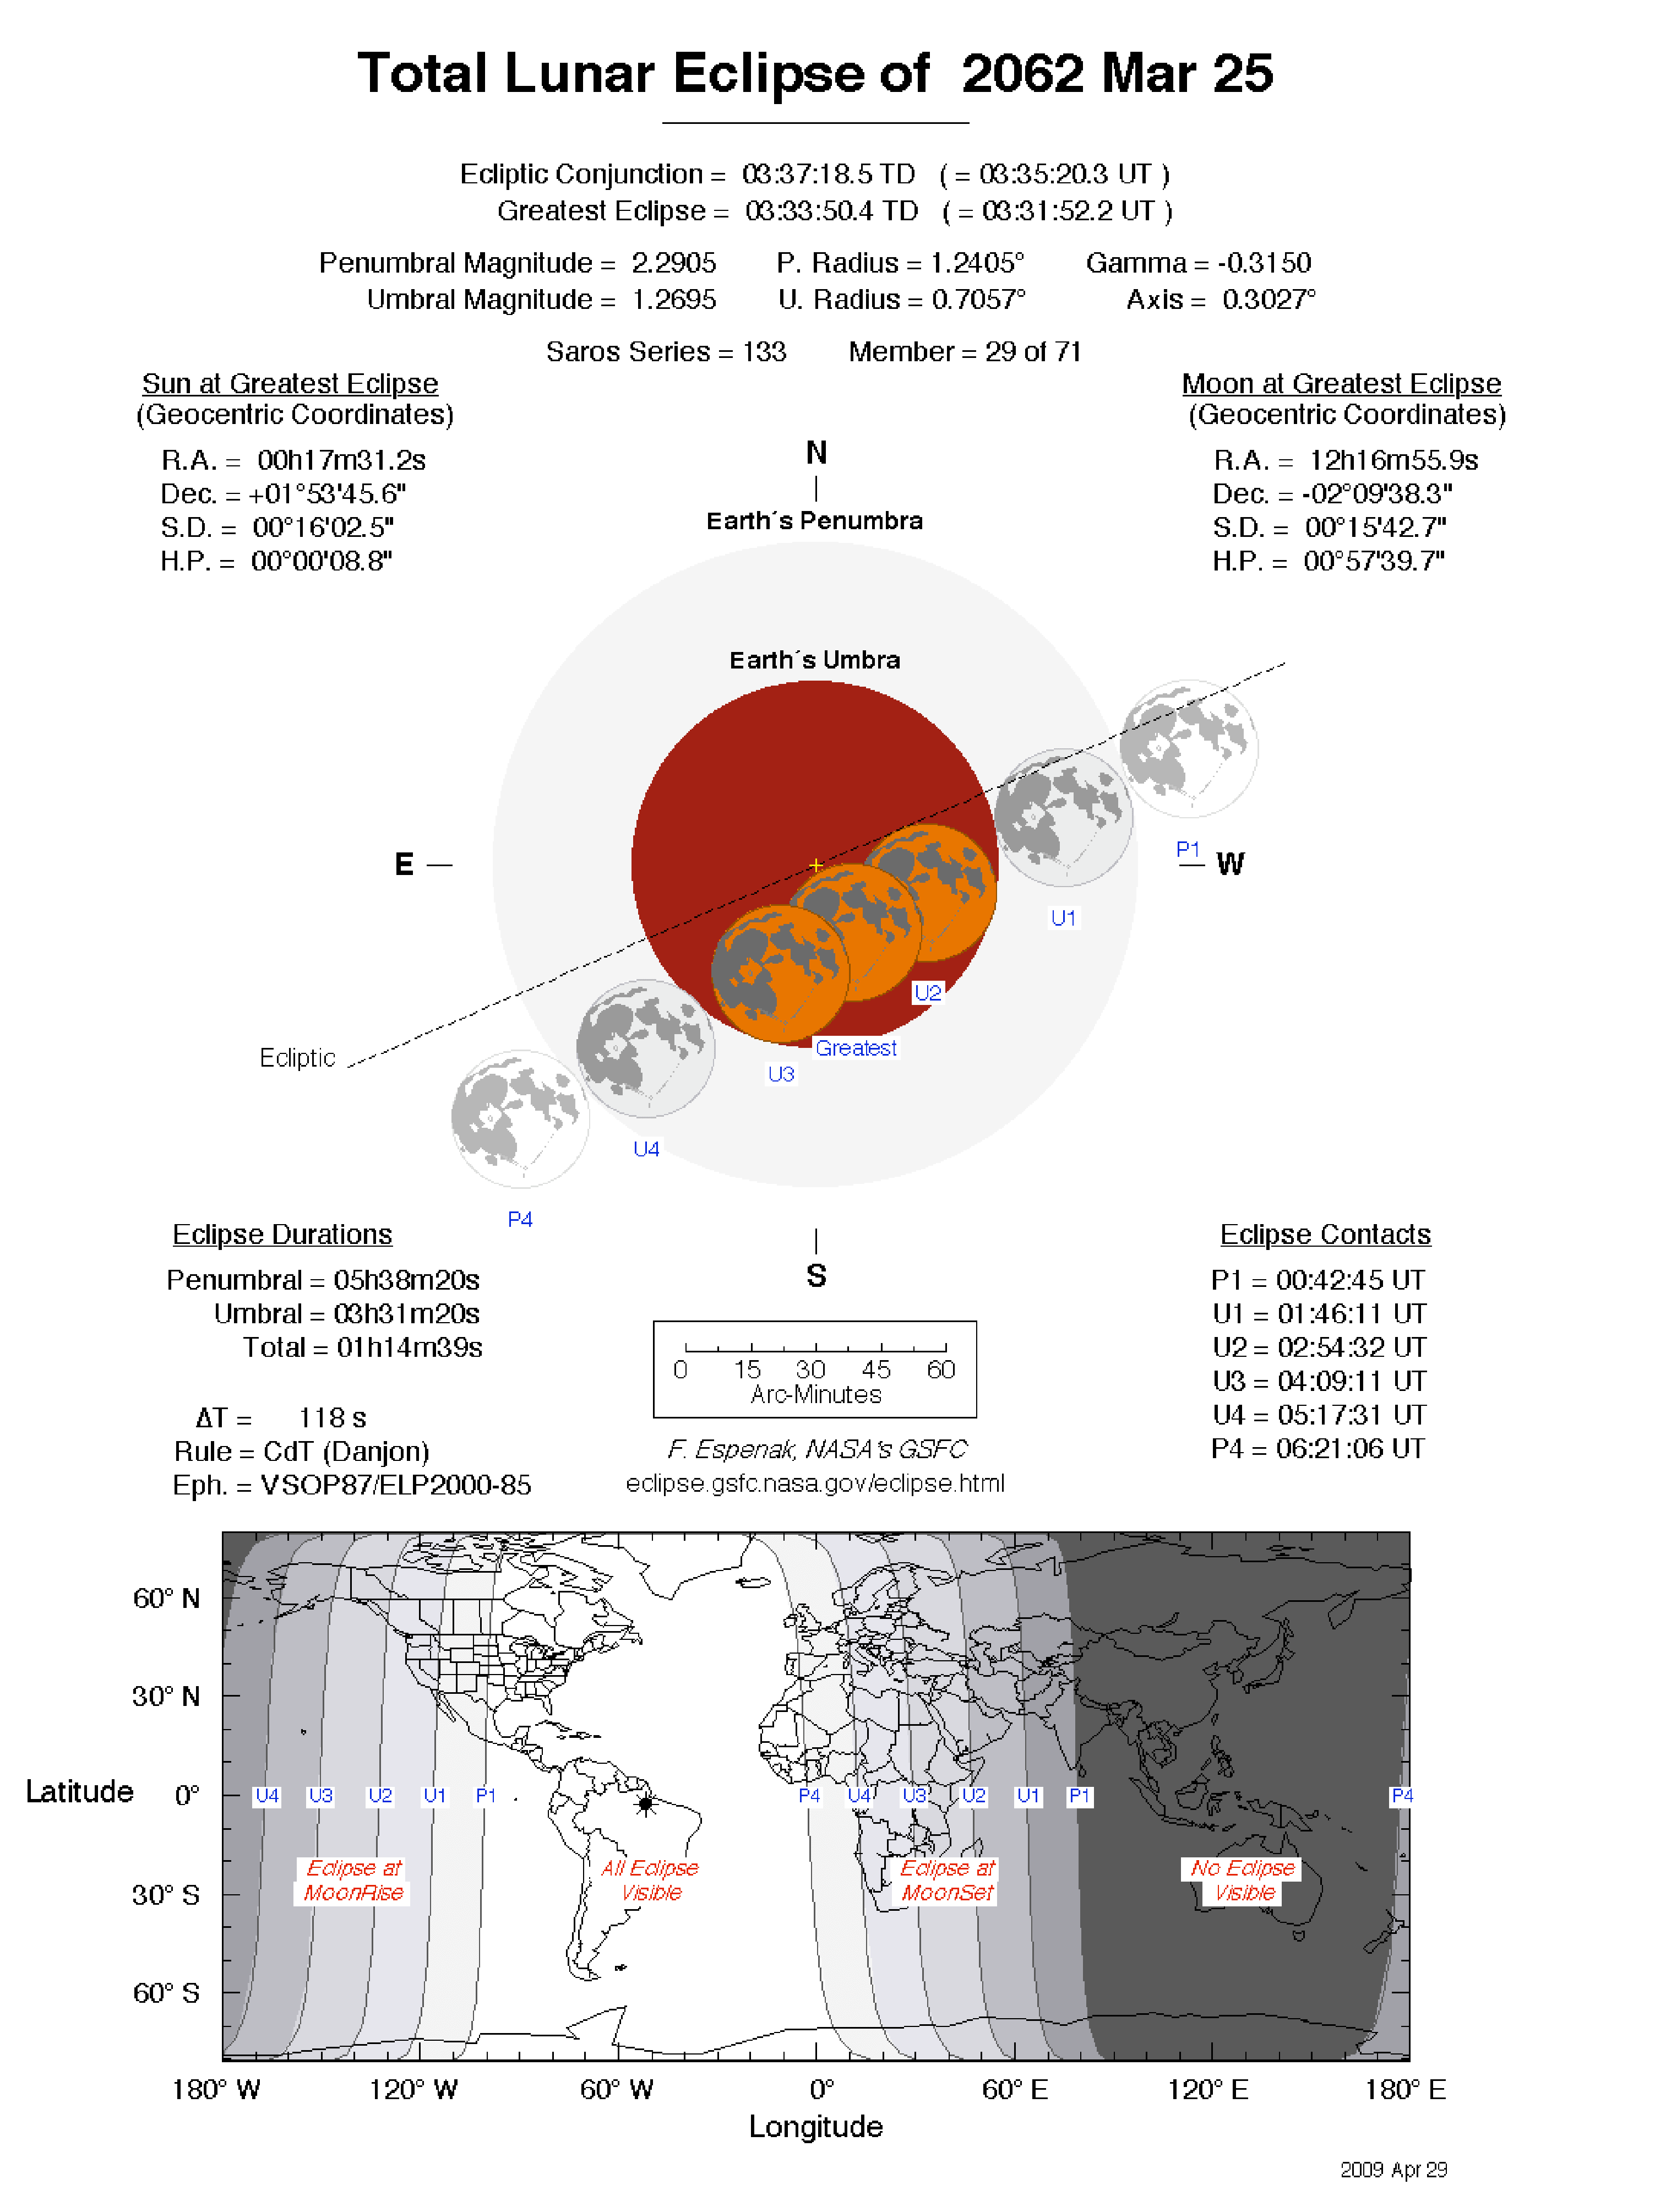 Total Lunar Eclipse of 2062 Mar 25
Ecliptic Conjunction = 03:37:18.5 TD ( = 03:35:20.3 UT )
Greatest Eclipse = 03:33:50.4 TD ( = 03:31:52.2 UT )
Penumbral Magnitude = 2.2905 P. Radius = 1.2405° Gamma = -0.3150
Umbral Magnitude = 1.2695 U. Radius = 0.7057° Axis = 0.3027°
Saros Series = 133 Member = 29 of 71
Sun at Greatest Eclipse
(Geocentric Coordinates)
R.A. = 00h17m31.2s
Dec. = +01°53'45.6"
S.D. = 00°16'02.5"
H.P. = 00°00'08.8"
Moon at Greatest Eclipse
(Geocentric Coordinates)
R.A. = 12h16m55.9s
Dec. = -02°09'38.3"
S.D. = 00°15'42.7"
H.P. = 00°57'39.7"
N
Earth´s Penumbra
Earth´s Umbra
E
W
P1
U1
U2
Greatest
U3
Ecliptic
U4
P4
S
Eclipse Durations
Penumbral = 05h38m20s
Umbral = 03h31m20s
Total = 01h14m39s
ΔT = 118 s
Rule = CdT (Danjon)
Eph. = VSOP87/ELP2000-85
0 15 30 45 60
Arc-Minutes
F. Espenak, NASA's GSFC
eclipse.gsfc.nasa.gov/eclipse.html
Eclipse Contacts
P1 = 00:42:45 UT
U1 = 01:46:11 UT
U2 = 02:54:32 UT
U3 = 04:09:11 UT
U4 = 05:17:31 UT
P4 = 06:21:06 UT
60° N
30° N
Latitude 0°
30° S
60° S
U4 U3 U2 U1 P1 P4 U4 U3 U2 U1 P1 P4
Eclipse at
MoonRise
All Eclipse
Visible
Eclipse at
MoonSet
No Eclipse
Visible
180° W 120° W 60° W 0° 60° E 120° E 180° E
Longitude
2009 Apr 29